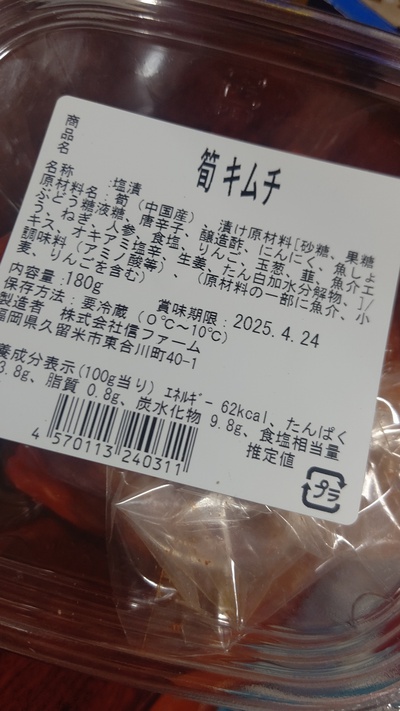 商品名
筍キムチ
名称 :塩漬
原材料名:筍(中国産)、漬け原材料[砂糖、果糖
ぶどう糖液糖、唐辛子、醸造酢、にんにく、魚しょ
う、ねぎ、人参、食塩、りんご、玉葱、韮、魚介エ
キス、オキアミ塩辛、生姜、たん白加水分解物、]/
調味料(アミノ酸等)、(原材料の一部に魚介、小
麦、りんごを含む)
内容量:180g 賞味期限:2025.4.24
保存方法:要冷蔵(0℃~10℃)
製造者 株式会社信ファーム
福岡県久留米市東合川町40-1
養成分表示(100g当り) エネルギー 62kcal、たんぱく
3.8g、脂質 0.8g、炭水化物 9.8g、食塩相当量
推定値
4 570113 240311
プラ